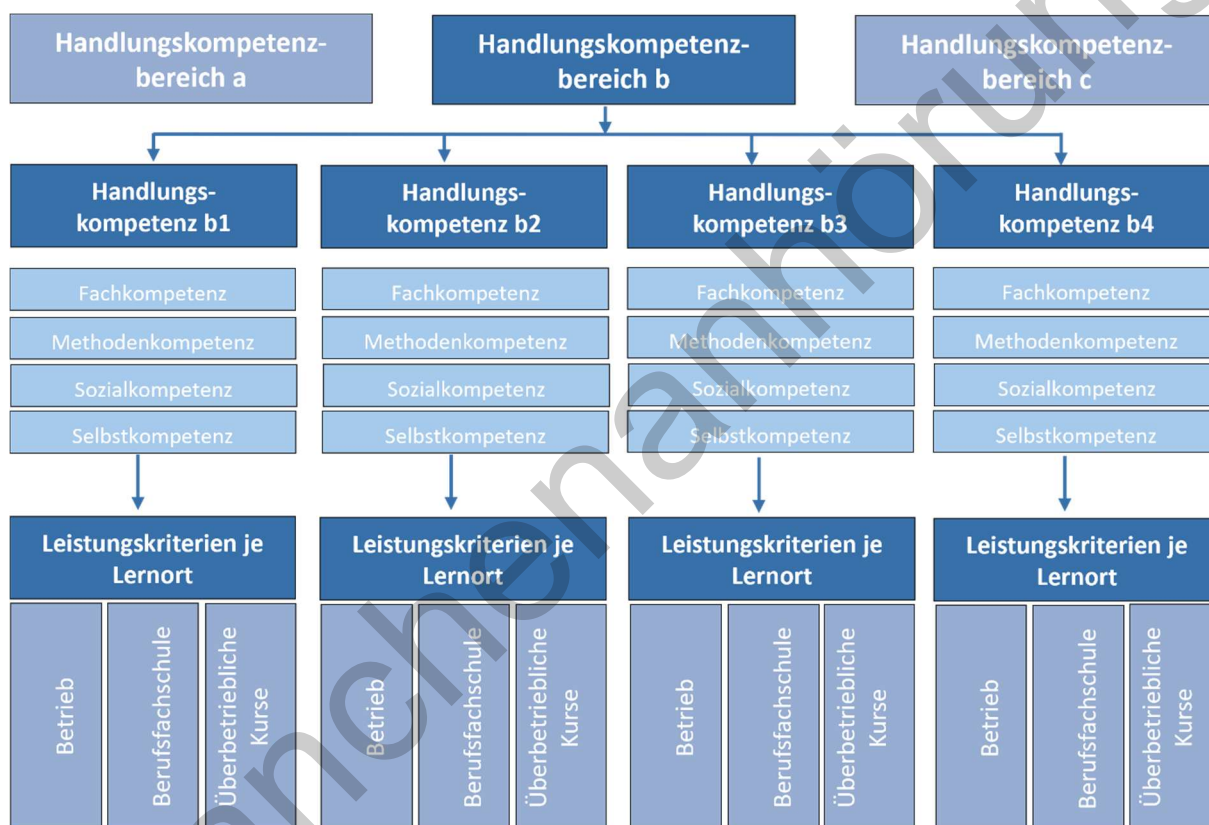 Handlungskompetenz-
bereich a
Handlungskompetenz-
bereich b
Handlungskompetenz-
bereich c
Handlungs-
kompetenz b1
Handlungs-
kompetenz b2
Handlungs-
kompetenz b3
Handlungs-
kompetenz b4
Fachkompetenz
Fachkompetenz
Fachkompetenz
Fachkompetenz
Methodenkompetenz
Methodenkompetenz
Methodenkompetenz
Methodenkompetenz
Sozialkompetenz
Sozialkompetenz
Sozialkompetenz
Sozialkompetenz
Selbstkompetenz
Selbstkompetenz
Selbstkompetenz
Selbstkompetenz
Leistungskriterien je
Lernort
Leistungskriterien je
Lernort
Leistungskriterien je
Lernort
Leistungskriterien je
Lernort
Betrieb
Berufsfachschule
Überbetriebliche
Kurse
Betrieb
Berufsfachschule
Überbetriebliche
Kurse
Betrieb
Berufsfachschule
Überbetriebliche
Kurse
Betrieb
Berufsfachschule
Überbetriebliche
Kurse